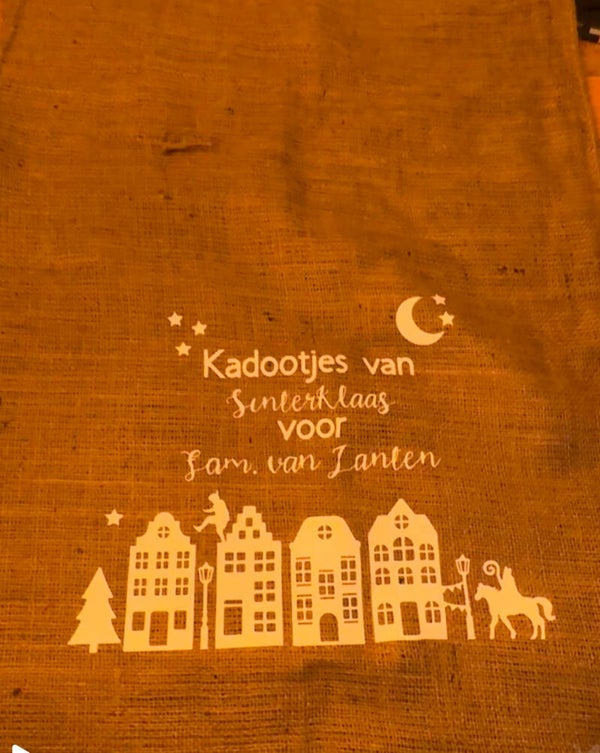 Kadootjes van
SinterKlaas
voor
Fam. van Zanten